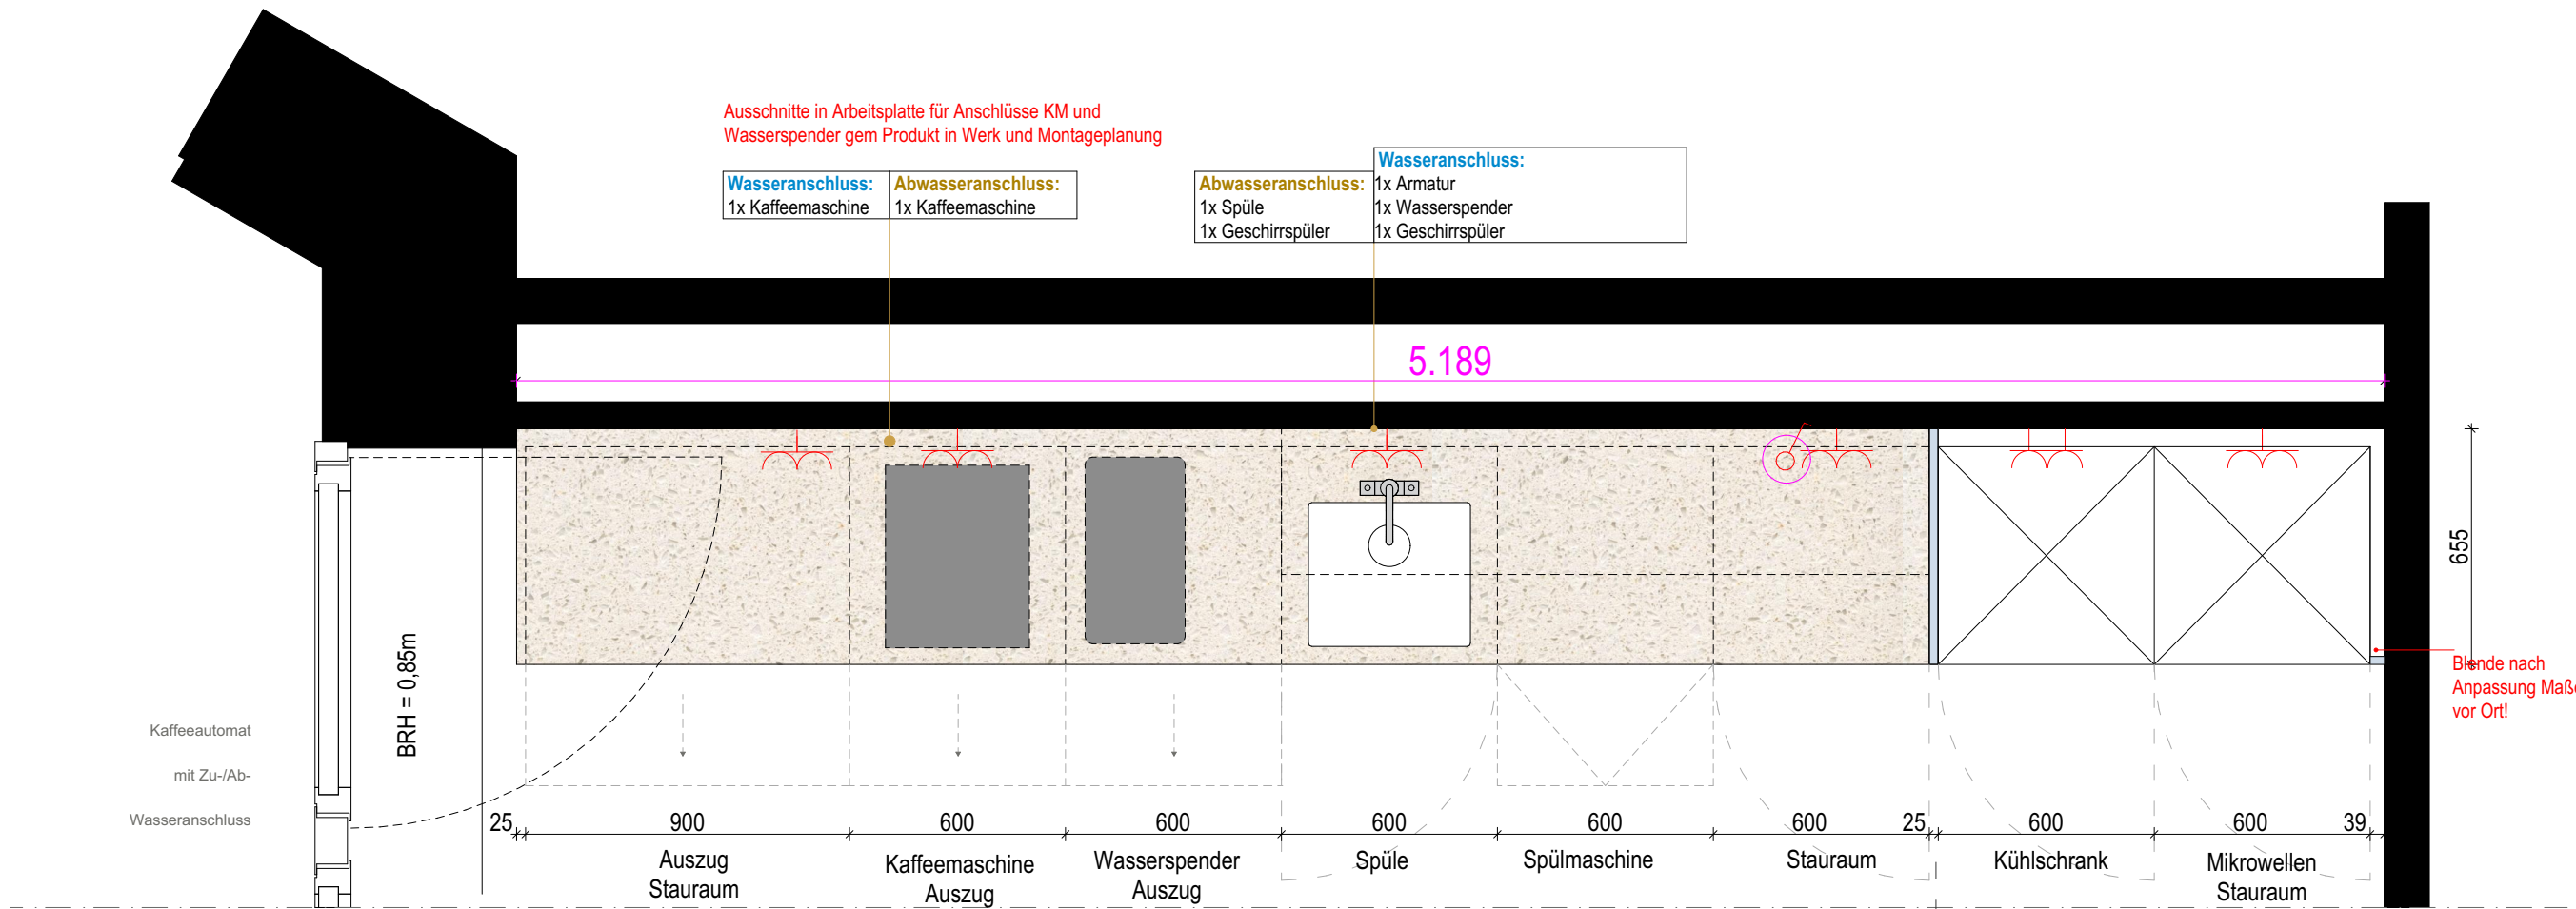 Ausschnitte in Arbeitsplatte für Anschlüsse KM und
Wasserspender gem Produkt in Werk und Montageplanung
Wasseranschluss:
1x Kaffeemaschine
Abwasseranschluss:
1x Kaffeemaschine
Abwasseranschluss:
1x Spüle
1x Geschirrspüler
Wasseranschluss:
1x Armatur
1x Wasserspender
1x Geschirrspüler
5.189
655
BRH = 0,85m
Blende nach
Anpassung Maße
vor Ort!
Kaffeeautomat
mit Zu-/Ab-
Wasseranschluss
25 900 600 600 600 600 600 25 600 600 39
Auszug
Stauraum
Kaffeemaschine
Auszug
Wasserspender
Auszug
Spüle
Spülmaschine
Stauraum
Kühlschrank
Mikrowellen
Stauraum